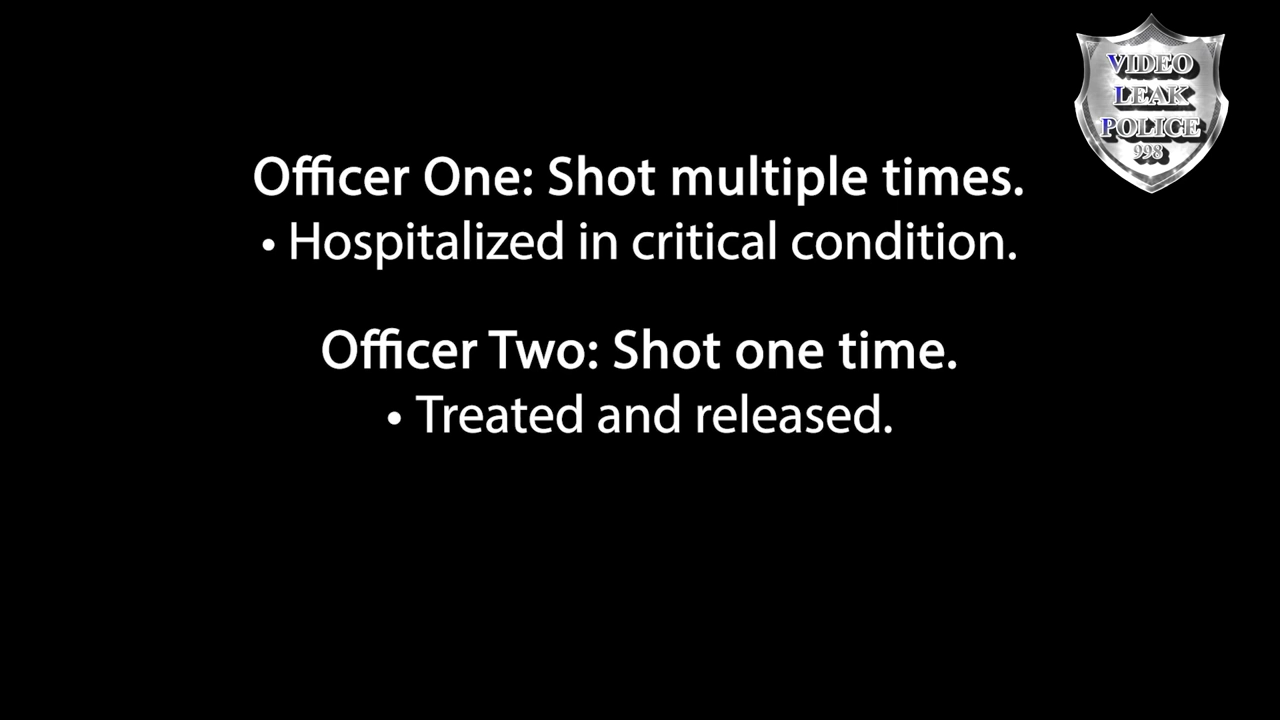 VIDEO
LEAK
POLICE
998
Officer One: Shot multiple times.
• Hospitalized in critical condition.
Officer Two: Shot one time.
• Treated and released.